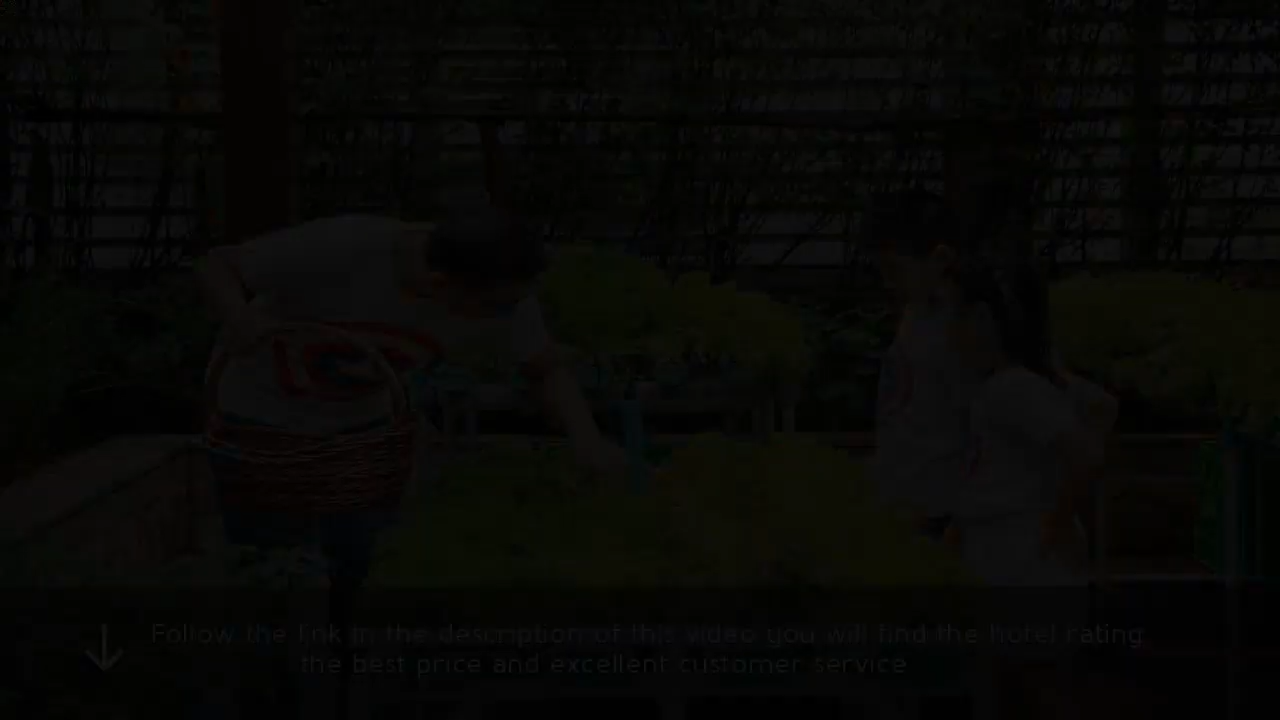 Follow the link in the description of this video you will find the hotel rating
the best price and excellent customer service